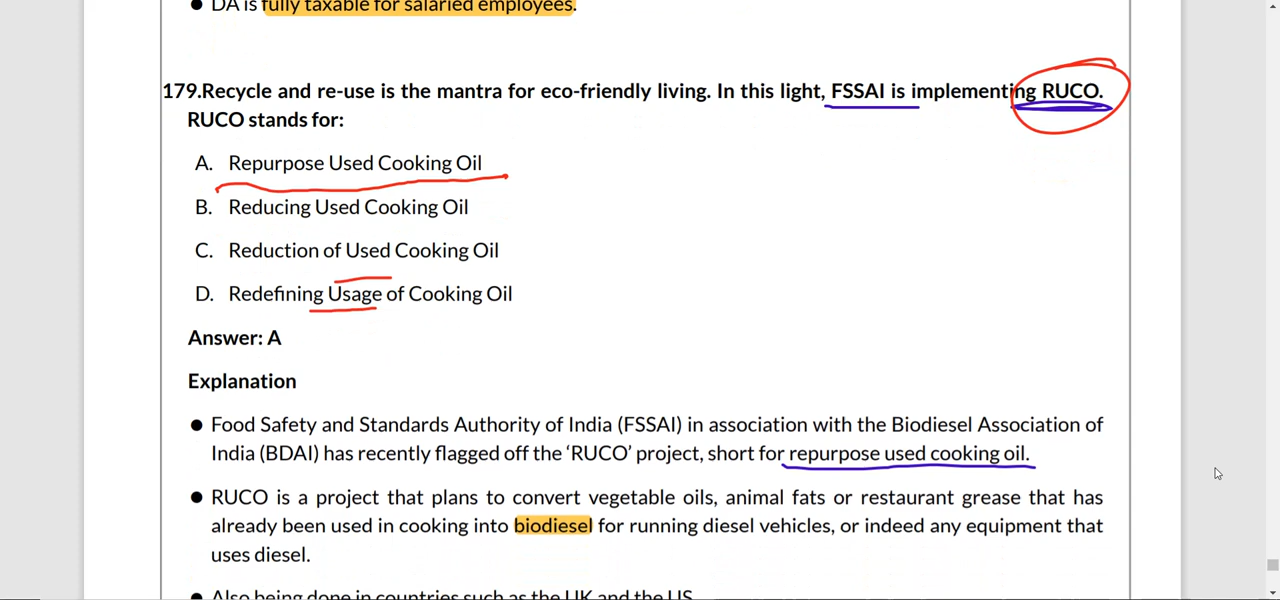 ● DA is fully taxable for salaried employees.
179.Recycle and re-use is the mantra for eco-friendly living. In this light, FSSAI is implementing RUCO.
RUCO stands for:
A. Repurpose Used Cooking Oil
B. Reducing Used Cooking Oil
C. Reduction of Used Cooking Oil
D. Redefining Usage of Cooking Oil
Answer: A
Explanation
● Food Safety and Standards Authority of India (FSSAI) in association with the Biodiesel Association of
India (BDAI) has recently flagged off the ‘RUCO’ project, short for repurpose used cooking oil.
● RUCO is a project that plans to convert vegetable oils, animal fats or restaurant grease that has
already been used in cooking into biodiesel for running diesel vehicles, or indeed any equipment that
uses diesel.
● Also being done in countries such as the UK and the US.